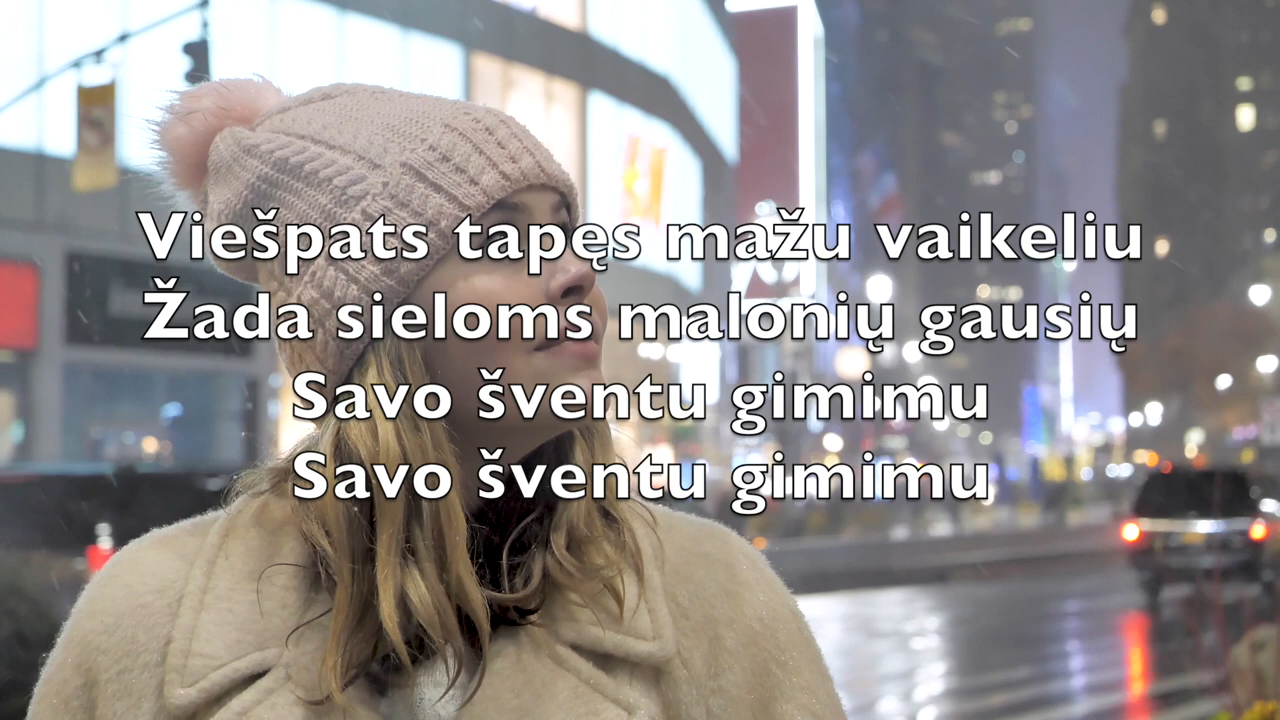 Viešpats tapęs mažu vaikeliu
Žada sieloms malonių gausių
Savo šventu gimimu
Savo šventu gimimu